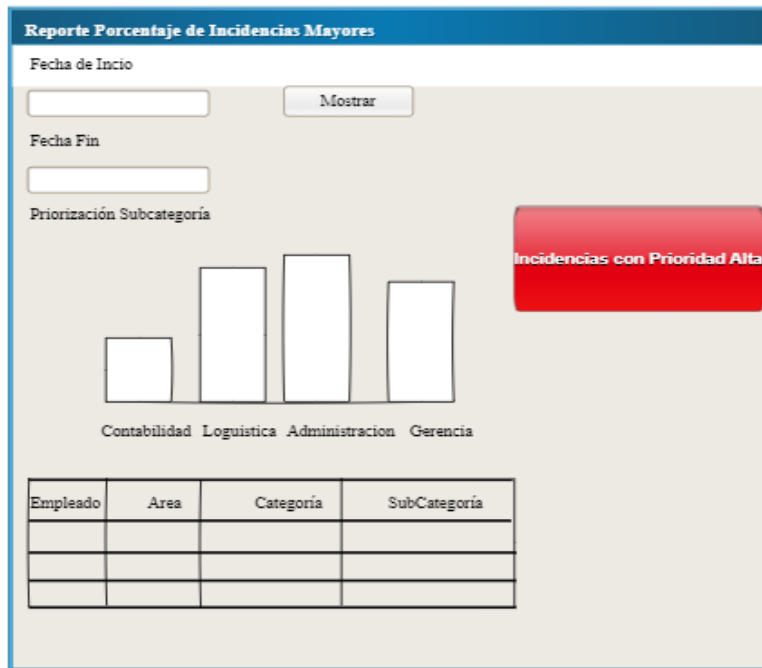 Reporte Porcentaje de Incidencias Mayores
Fecha de Incio
Mostrar
Fecha Fin
Priorización Subcategoría
Incidencias con Prioridad Alta
Contabilidad Loguistica Administracion Gerencia
Empleado Area Categoría SubCategoría